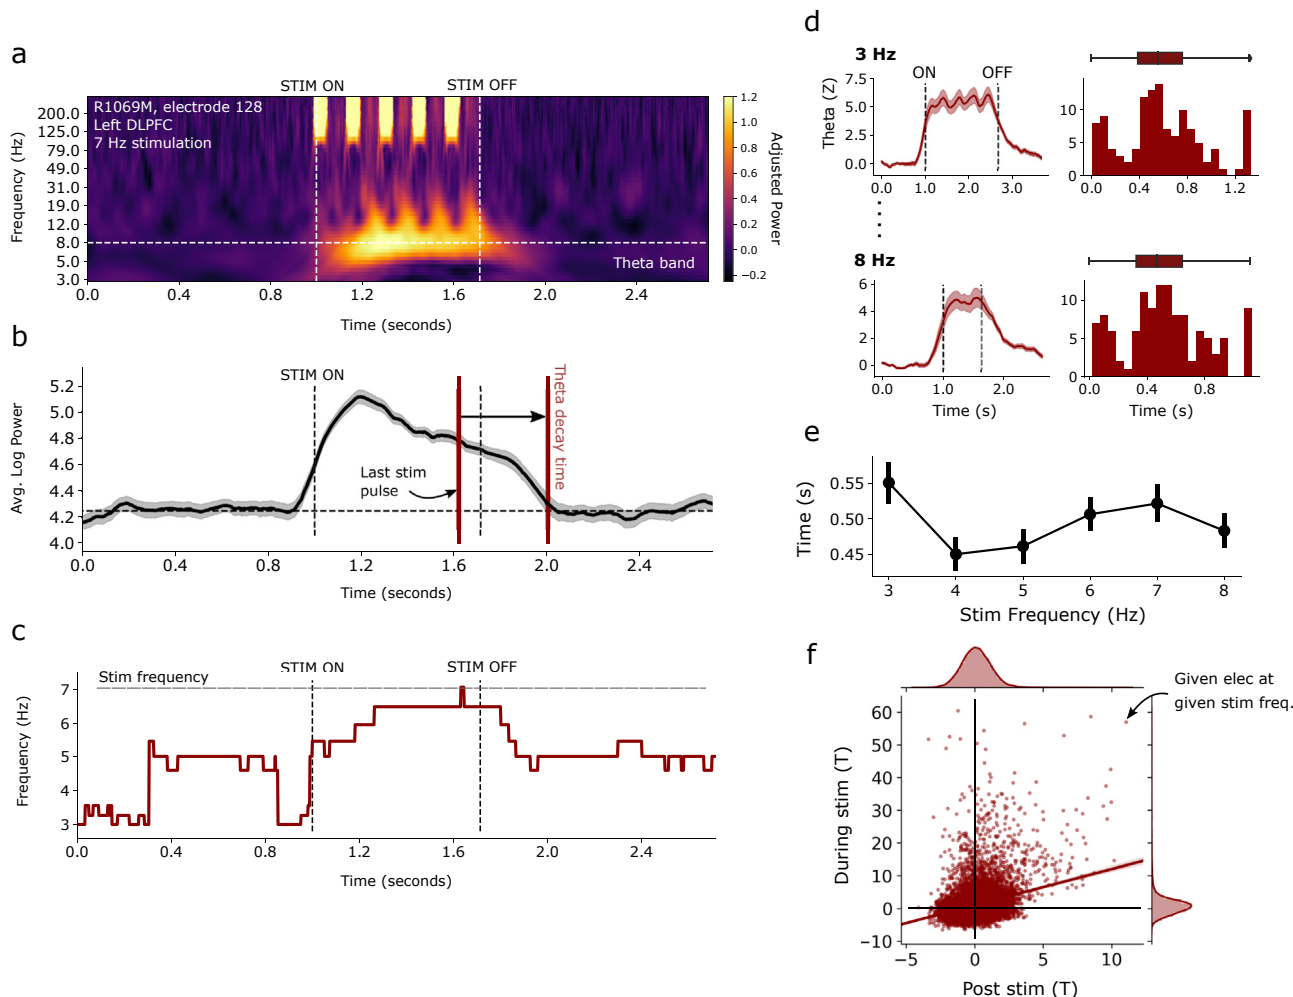 a
STIM ON
STIM OFF
R1069M, electrode 128
Left DLPFC
7 Hz stimulation
Theta band
Frequency (Hz)
200.0
125.0
79.0
49.0
31.0
19.0
12.0
8.0
5.0
3.0
0.0 0.4 0.8 1.2 1.6 2.0 2.4
Time (seconds)
1.2
1.0
0.8
0.6
0.4
0.2
0.0
−0.2
Adjusted Power
b
STIM ON
Theta decay time
Last stim
pulse
Avg. Log Power
5.2
5.0
4.8
4.6
4.4
4.2
4.0
0.0 0.4 0.8 1.2 1.6 2.0 2.4
Time (seconds)
c
STIM ON
STIM OFF
Stim frequency
Frequency (Hz)
7
6
5
4
3
0.0 0.4 0.8 1.2 1.6 2.0 2.4
Time (seconds)
d
3 Hz
ON OFF
Theta (Z)
7.5
5.0
2.5
0.0
0.0 1.0 2.0 3.0
10
5
0
0.0 0.4 0.8 1.2
8 Hz
6
4
2
0
0.0 1.0 2.0
Time (s)
10
5
0
0.0 0.4 0.8
Time (s)
e
Time (s)
0.55
0.50
0.45
3 4 5 6 7 8
Stim Frequency (Hz)
f
Given elec at
given stim freq.
During stim (T)
60
50
40
30
20
10
0
−10
−5 0 5 10
Post stim (T)